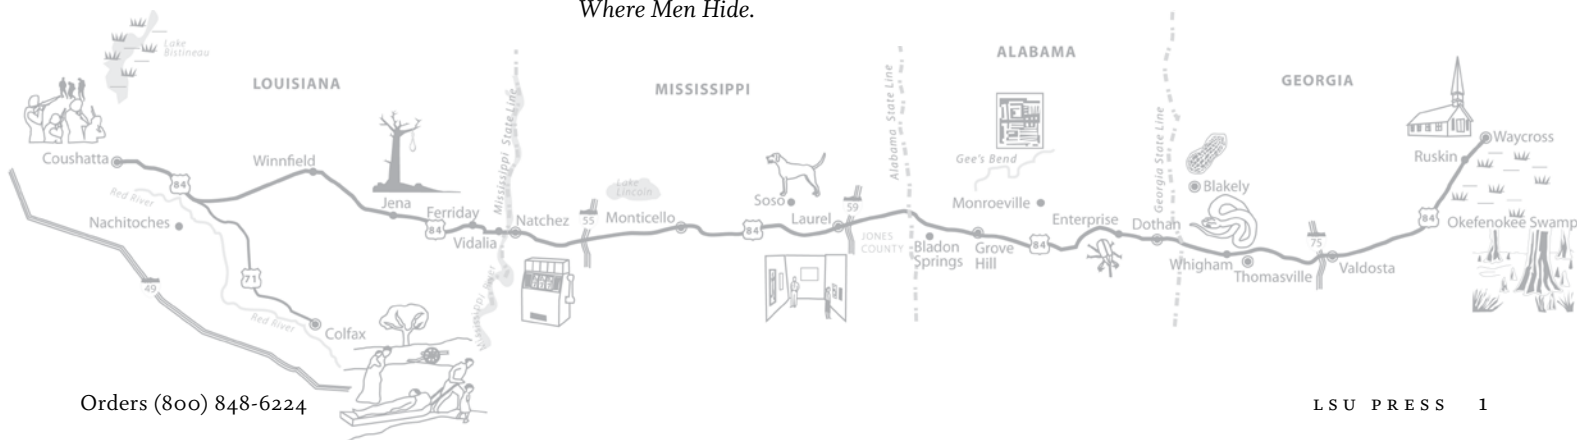 Where Men Hide.
Lake
Bistineau
LOUISIANA
MISSISSIPPI
ALABAMA
GEORGIA
Mississippi State Line
Alabama State Line
Georgia State Line
Coushatta
84
Winnfield
Red River
Nachitoches
Jena
Ferriday
84
Vidalia
Natchez
55
Lake
Lincoln
Monticello
84
Soso
Laurel
59
JONES
COUNTY
Gee's Bend
Monroeville
Bladon
Springs
Grove
Hill
84
Enterprise
Dothan
Blakely
Whigham
Thomasville
75
Valdosta
84
Ruskin
Waycross
Okefenokee Swamp
71
49
Red River
Colfax
Orders (800) 848-6224
LSU PRESS 1